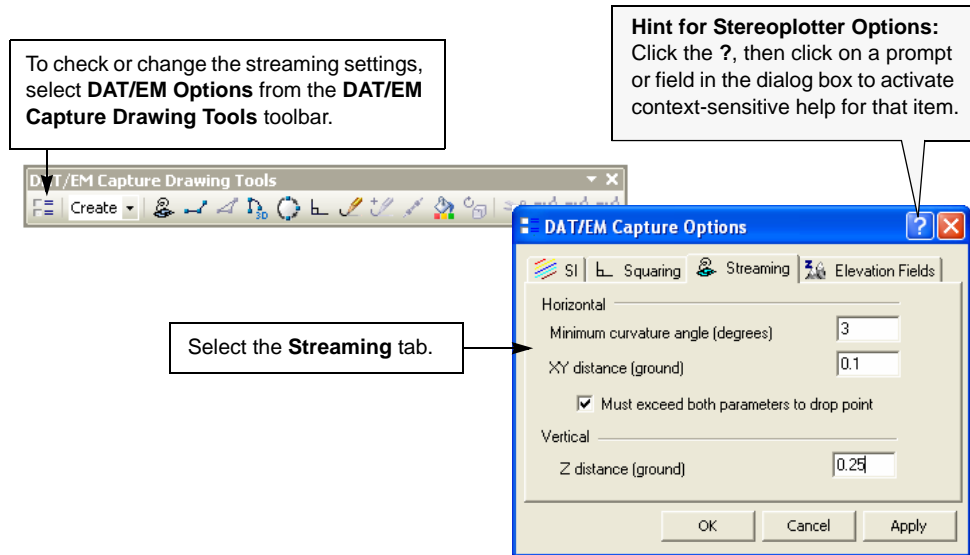 Hint for Stereoplotter Options:
Click the ?, then click on a prompt
or field in the dialog box to activate
context-sensitive help for that item.
To check or change the streaming settings,
select DAT/EM Options from the DAT/EM
Capture Drawing Tools toolbar.
DAT/EM Capture Drawing Tools
Create
3D
DAT/EM Capture Options
?
SI
Squaring
Streaming
Elevation Fields
Horizontal
Minimum curvature angle (degrees)
3
XY distance (ground)
0.1
Must exceed both parameters to drop point
Vertical
Z distance (ground)
0.25
OK
Cancel
Apply
Select the Streaming tab.